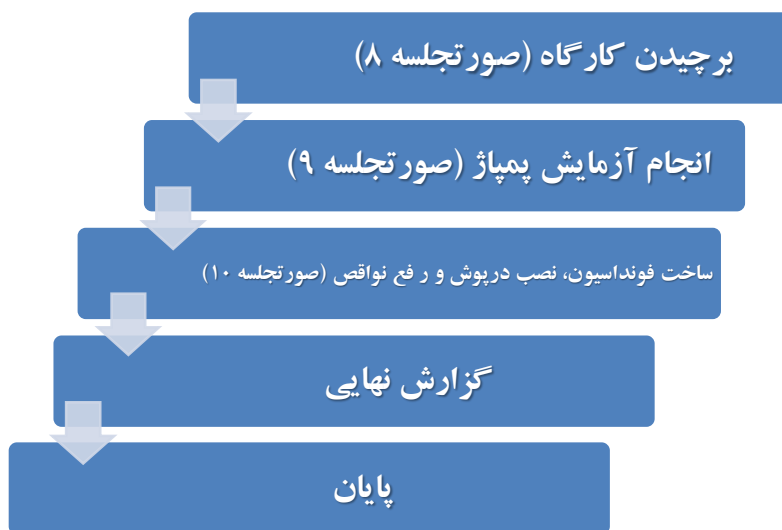 برچیدن کارگاه (صورتجلسه ۸)
انجام آزمایش پمپاژ (صورتجلسه ۹)
ساخت فونداسیون، نصب درپوش و ر فع نواقص (صورتجلسه ۱۰)
گزارش نهایی
پایان